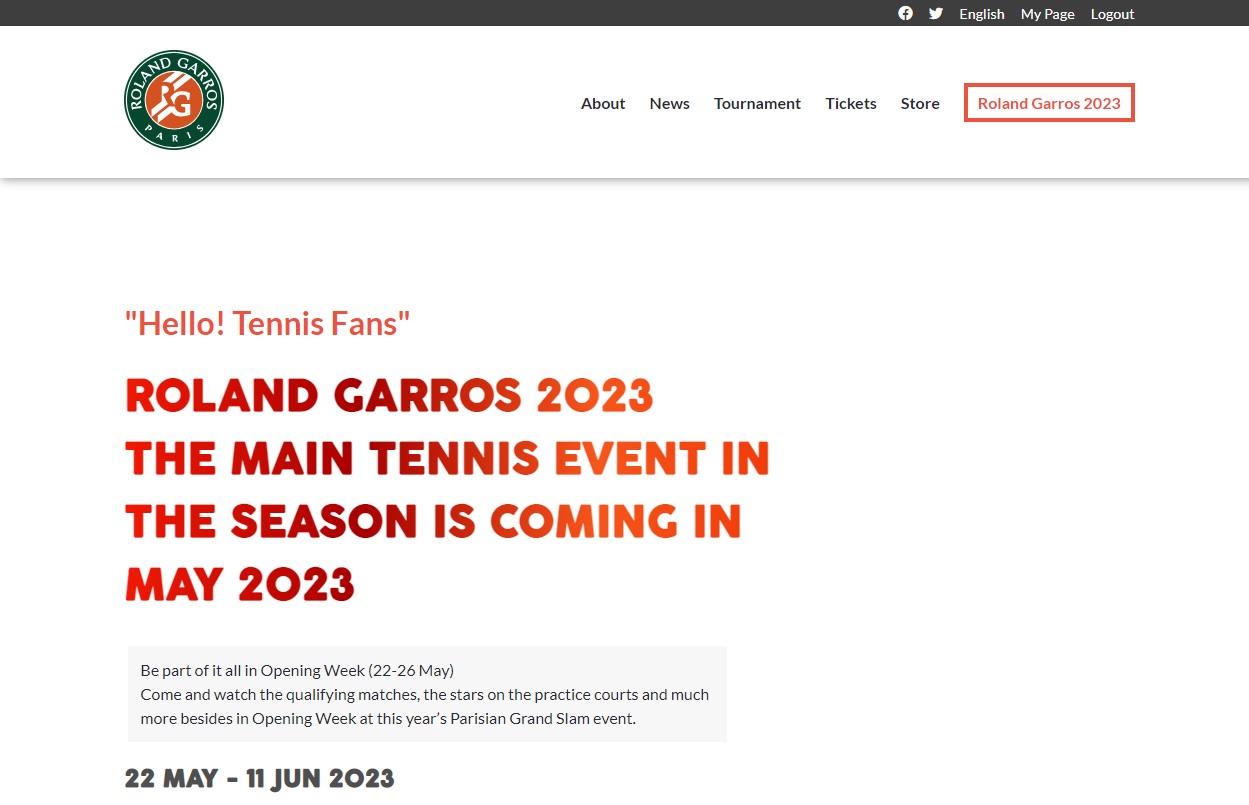 English My Page Logout
ROLAND GARROS
RG
PARIS
About News Tournament Tickets Store Roland Garros 2023
"Hello! Tennis Fans"
ROLAND GARROS 2023
THE MAIN TENNIS EVENT IN
THE SEASON IS COMING IN
MAY 2023
Be part of it all in Opening Week (22-26 May)
Come and watch the qualifying matches, the stars on the practice courts and much
more besides in Opening Week at this year’s Parisian Grand Slam event.
22 MAY - 11 JUN 2023